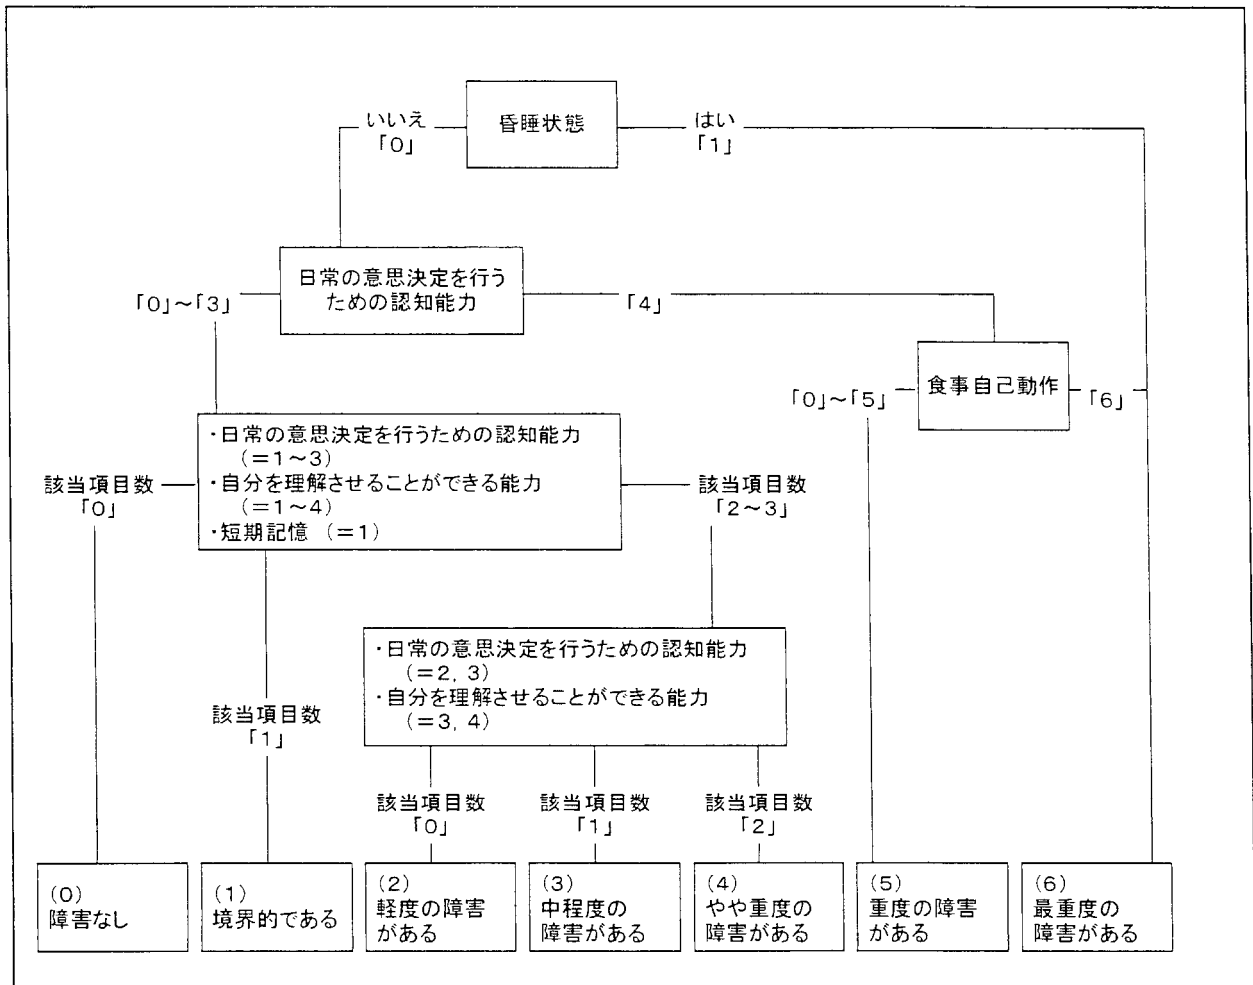 昏睡状態
いいえ
「0」
はい
「1」
日常の意思決定を行う
ための認知能力
「0」～「3」
「4」
食事自己動作
「0」～「5」
「6」
・日常の意思決定を行うための認知能力
(＝1～3)
・自分を理解させることができる能力
(＝1～4)
・短期記憶 (＝1)
該当項目数
「0」
該当項目数
「2～3」
・日常の意思決定を行うための認知能力
(＝2, 3)
・自分を理解させることができる能力
(＝3, 4)
該当項目数
「1」
該当項目数
「0」
該当項目数
「1」
該当項目数
「2」
(0)
障害なし
(1)
境界的である
(2)
軽度の障害
がある
(3)
中程度の
障害がある
(4)
やや重度の
障害がある
(5)
重度の障害
がある
(6)
最重度の
障害がある